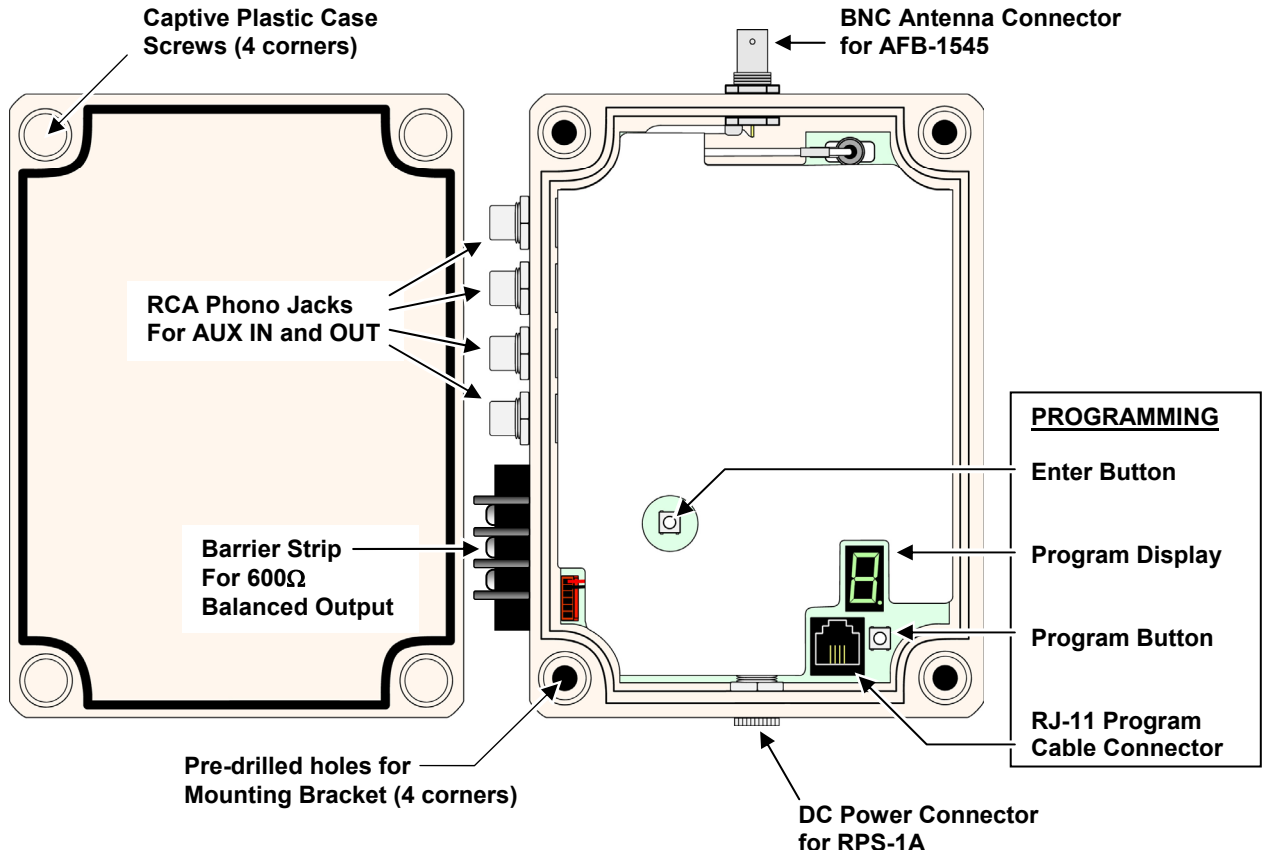 Captive Plastic Case
Screws (4 corners)
BNC Antenna Connector
for AFB-1545
RCA Phono Jacks
For AUX IN and OUT
Barrier Strip
For 600Ω
Balanced Output
PROGRAMMING
Enter Button
Program Display
Program Button
RJ-11 Program
Cable Connector
Pre-drilled holes for
Mounting Bracket (4 corners)
DC Power Connector
for RPS-1A